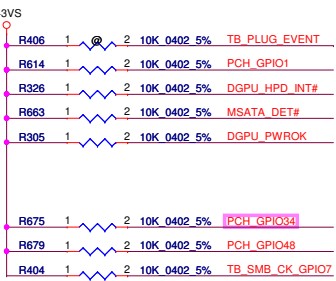 3VS
R406 1 @ 2 10K_0402_5% TB_PLUG_EVENT
R614 1 2 10K_0402_5% PCH_GPIO1
R326 1 2 10K_0402_5% DGPU_HPD_INT#
R663 1 2 10K_0402_5% MSATA_DET#
R305 1 2 10K_0402_5% DGPU_PWROK
R675 1 2 10K_0402_5% PCH_GPIO34
R679 1 2 10K_0402_5% PCH_GPIO48
R404 1 2 10K_0402_5% TB_SMB_CK_GPIO7